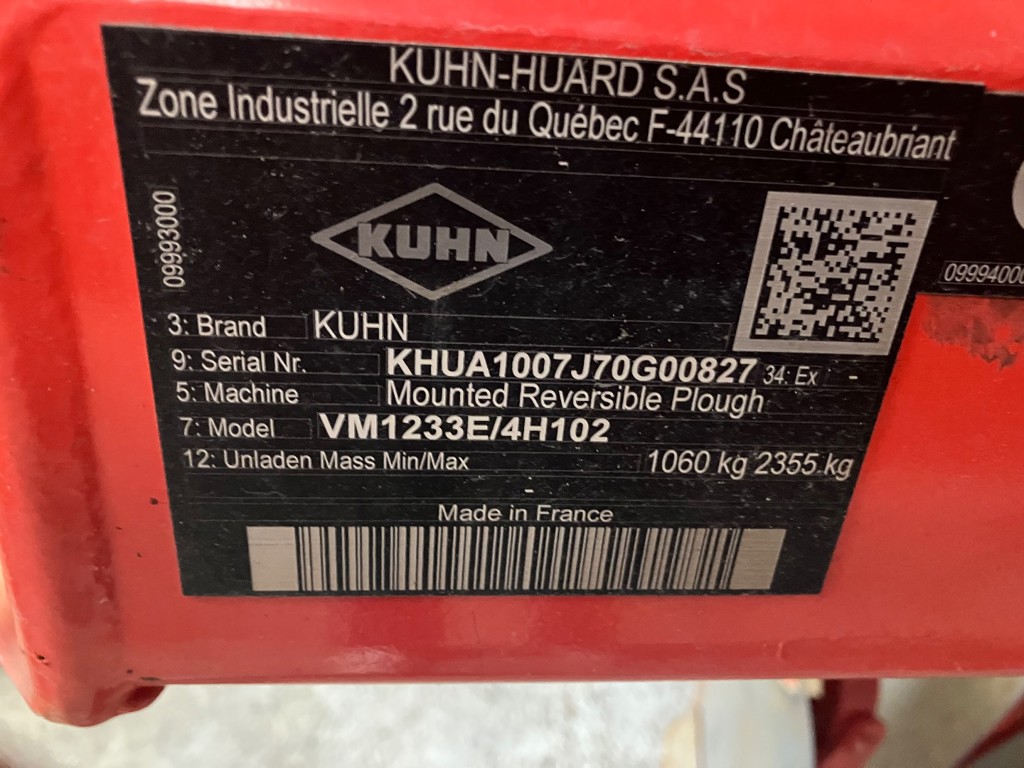 KUHN-HUARD S.A.S
Zone Industrielle 2 rue du Québec F-44110 Châteaubriant
-
09993000
KUHN
3: Brand KUHN
9: Serial Nr. KHUA1007J70G00827 34: Ex -
5: Machine Mounted Reversible Plough
7: Model VM1233E/4H102
12: Unladen Mass Min/Max 1060 kg 2355 kg
-
Made in France
0999400